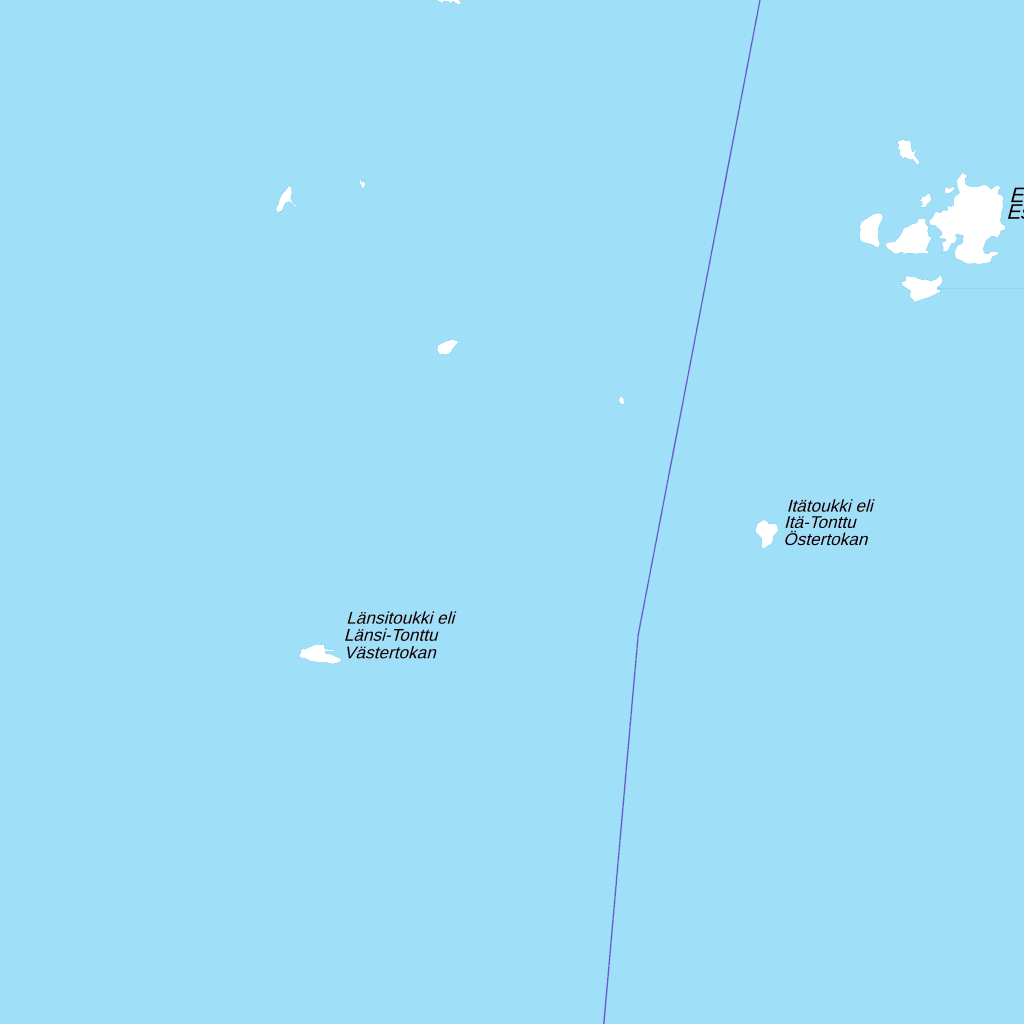 Itätoukki eli
Itä-Tonttu
Östertokan
Länsitoukki eli
Länsi-Tonttu
Västertokan